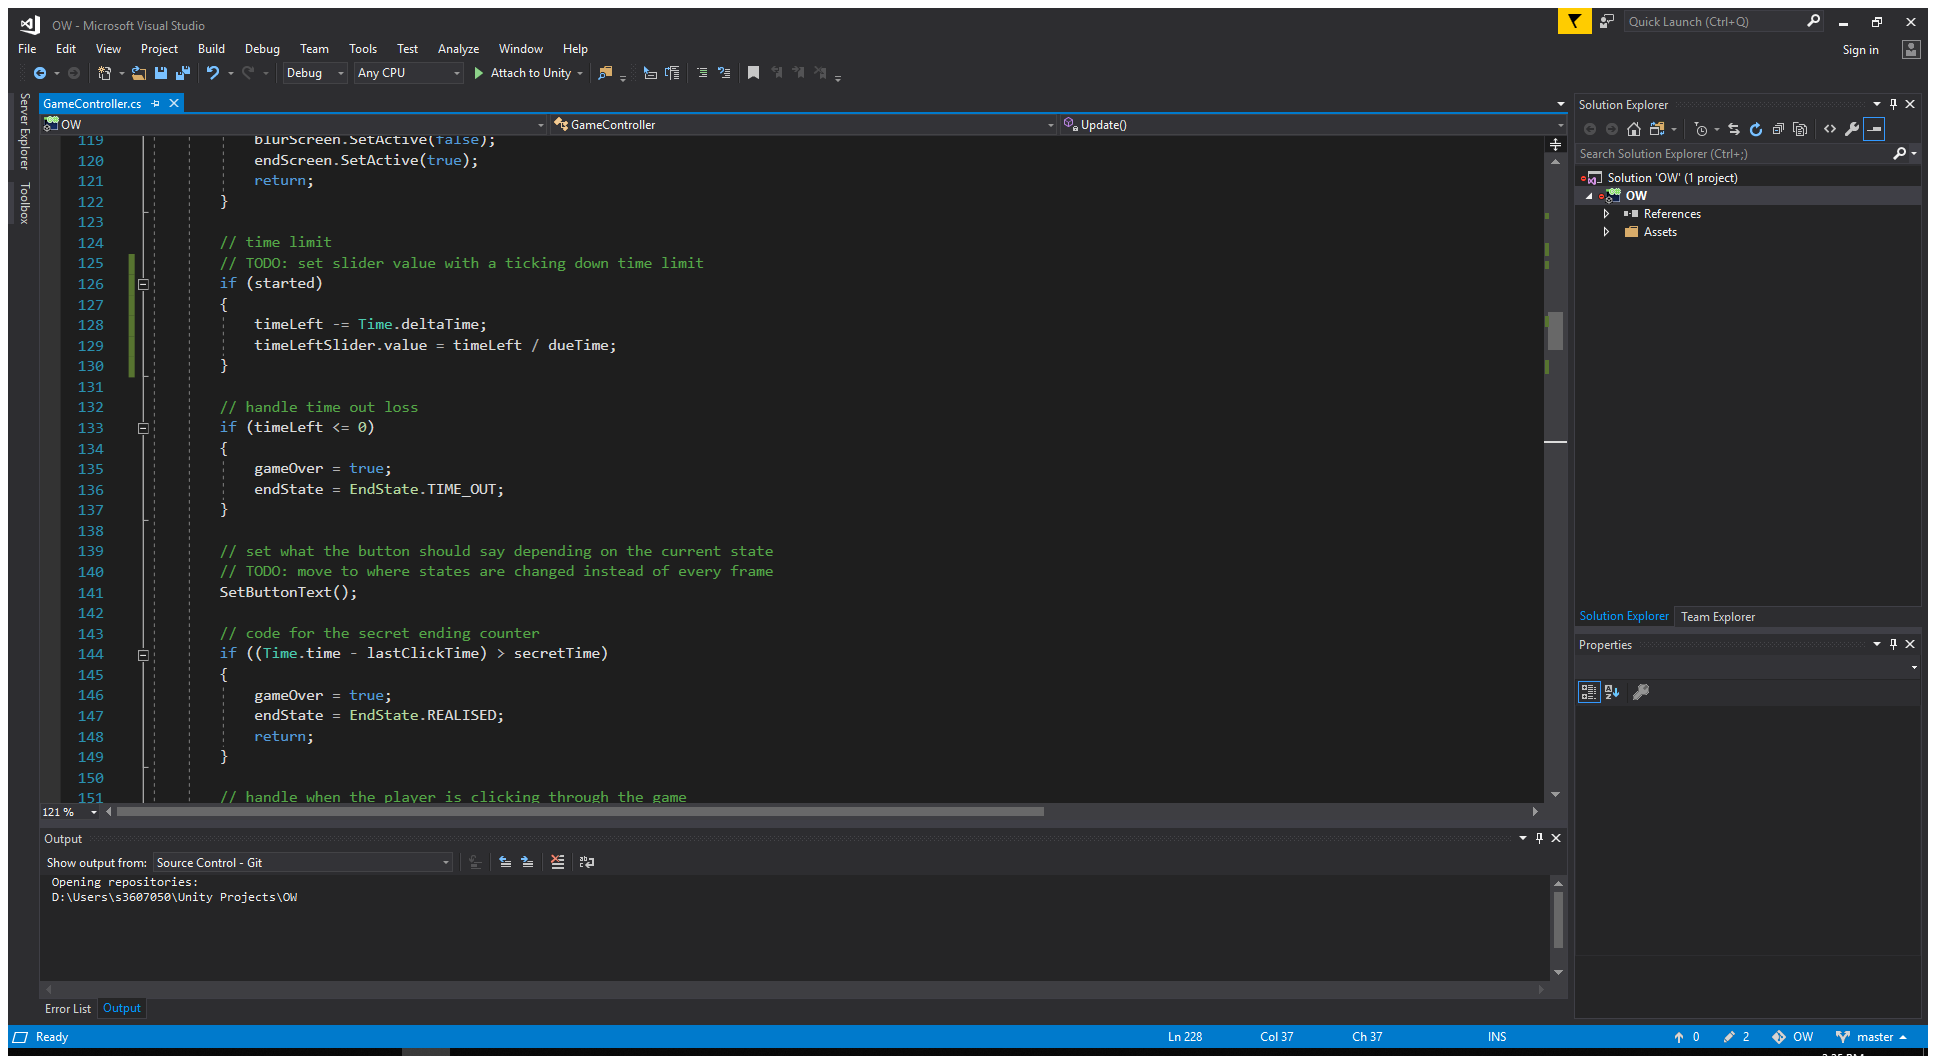 OW - Microsoft Visual Studio
Quick Launch (Ctrl+Q)
File Edit View Project Build Debug Team Tools Test Analyze Window Help
Sign in
Debug Any CPU Attach to Unity
Server Explorer
Toolbox
GameController.cs
OW GameController Update()
119 blurScreen.SetActive(false);
120 endScreen.SetActive(true);
121 return;
122 }
123
124 // time limit
125 // TODO: set slider value with a ticking down time limit
126 if (started)
127 {
128 timeLeft -= Time.deltaTime;
129 timeLeftSlider.value = timeLeft / dueTime;
130 }
131
132 // handle time out loss
133 if (timeLeft <= 0)
134 {
135 gameOver = true;
136 endState = EndState.TIME_OUT;
137 }
138
139 // set what the button should say depending on the current state
140 // TODO: move to where states are changed instead of every frame
141 SetButtonText();
142
143 // code for the secret ending counter
144 if ((Time.time - lastClickTime) > secretTime)
145 {
146 gameOver = true;
147 endState = EndState.REALISED;
148 return;
149 }
150
151 // handle when the player is clicking through the game
121 %
Output
Show output from: Source Control - Git
Opening repositories:
D:\Users\s3607050\Unity Projects\OW
Error List Output
Solution Explorer
Search Solution Explorer (Ctrl+;)
Solution 'OW' (1 project)
OW
References
Assets
Solution Explorer Team Explorer
Properties
Ready Ln 228 Col 37 Ch 37 INS 0 2 OW master